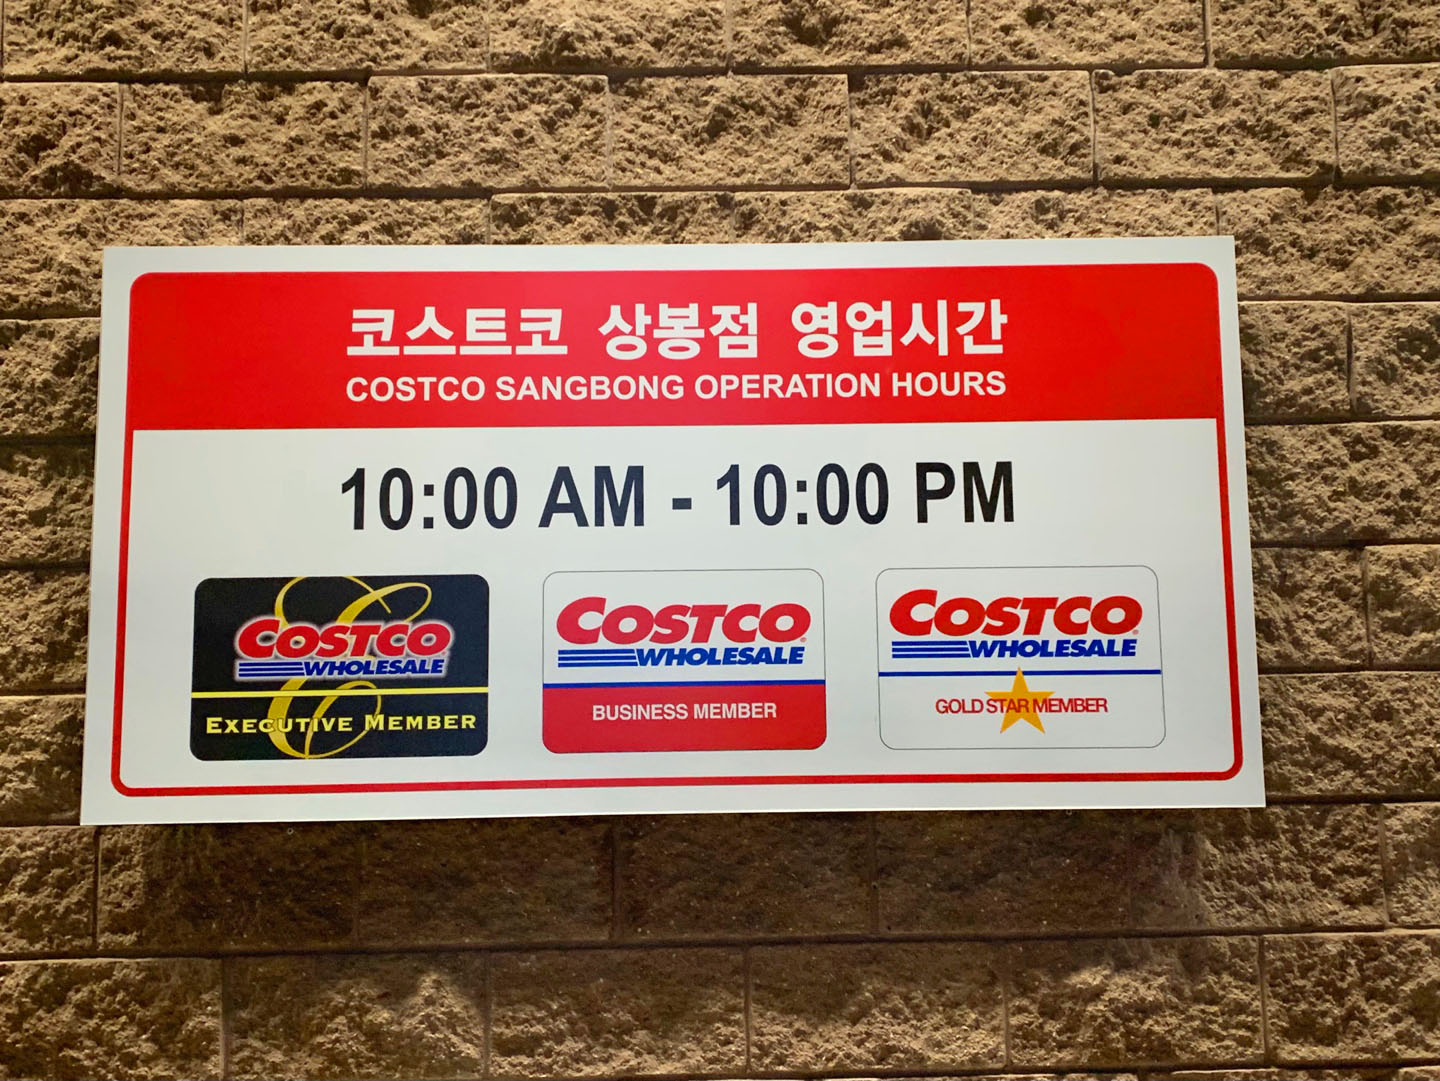 코스트코 상봉점 영업시간
COSTCO SANGBONG OPERATION HOURS
10:00 AM - 10:00 PM
COSTCO
WHOLESALE
EXECUTIVE MEMBER
COSTCO
WHOLESALE
BUSINESS MEMBER
COSTCO
WHOLESALE
GOLD STAR MEMBER